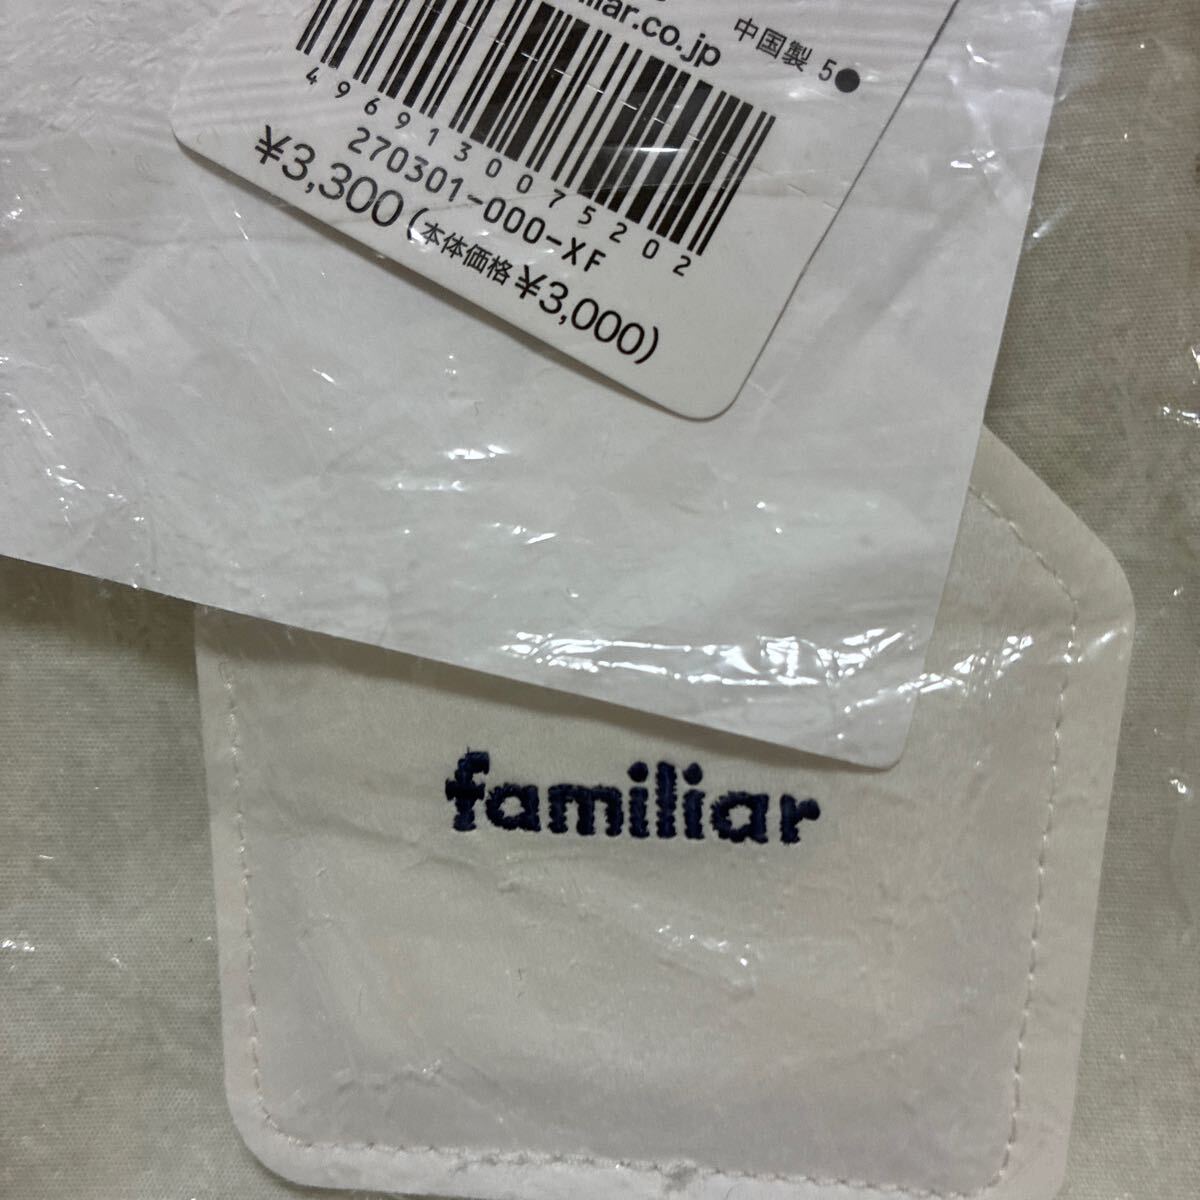 iliar.co.jp
中国製 5●
4969130075202
270301-000-XF
¥3,300(本体価格¥3,000)
familiar